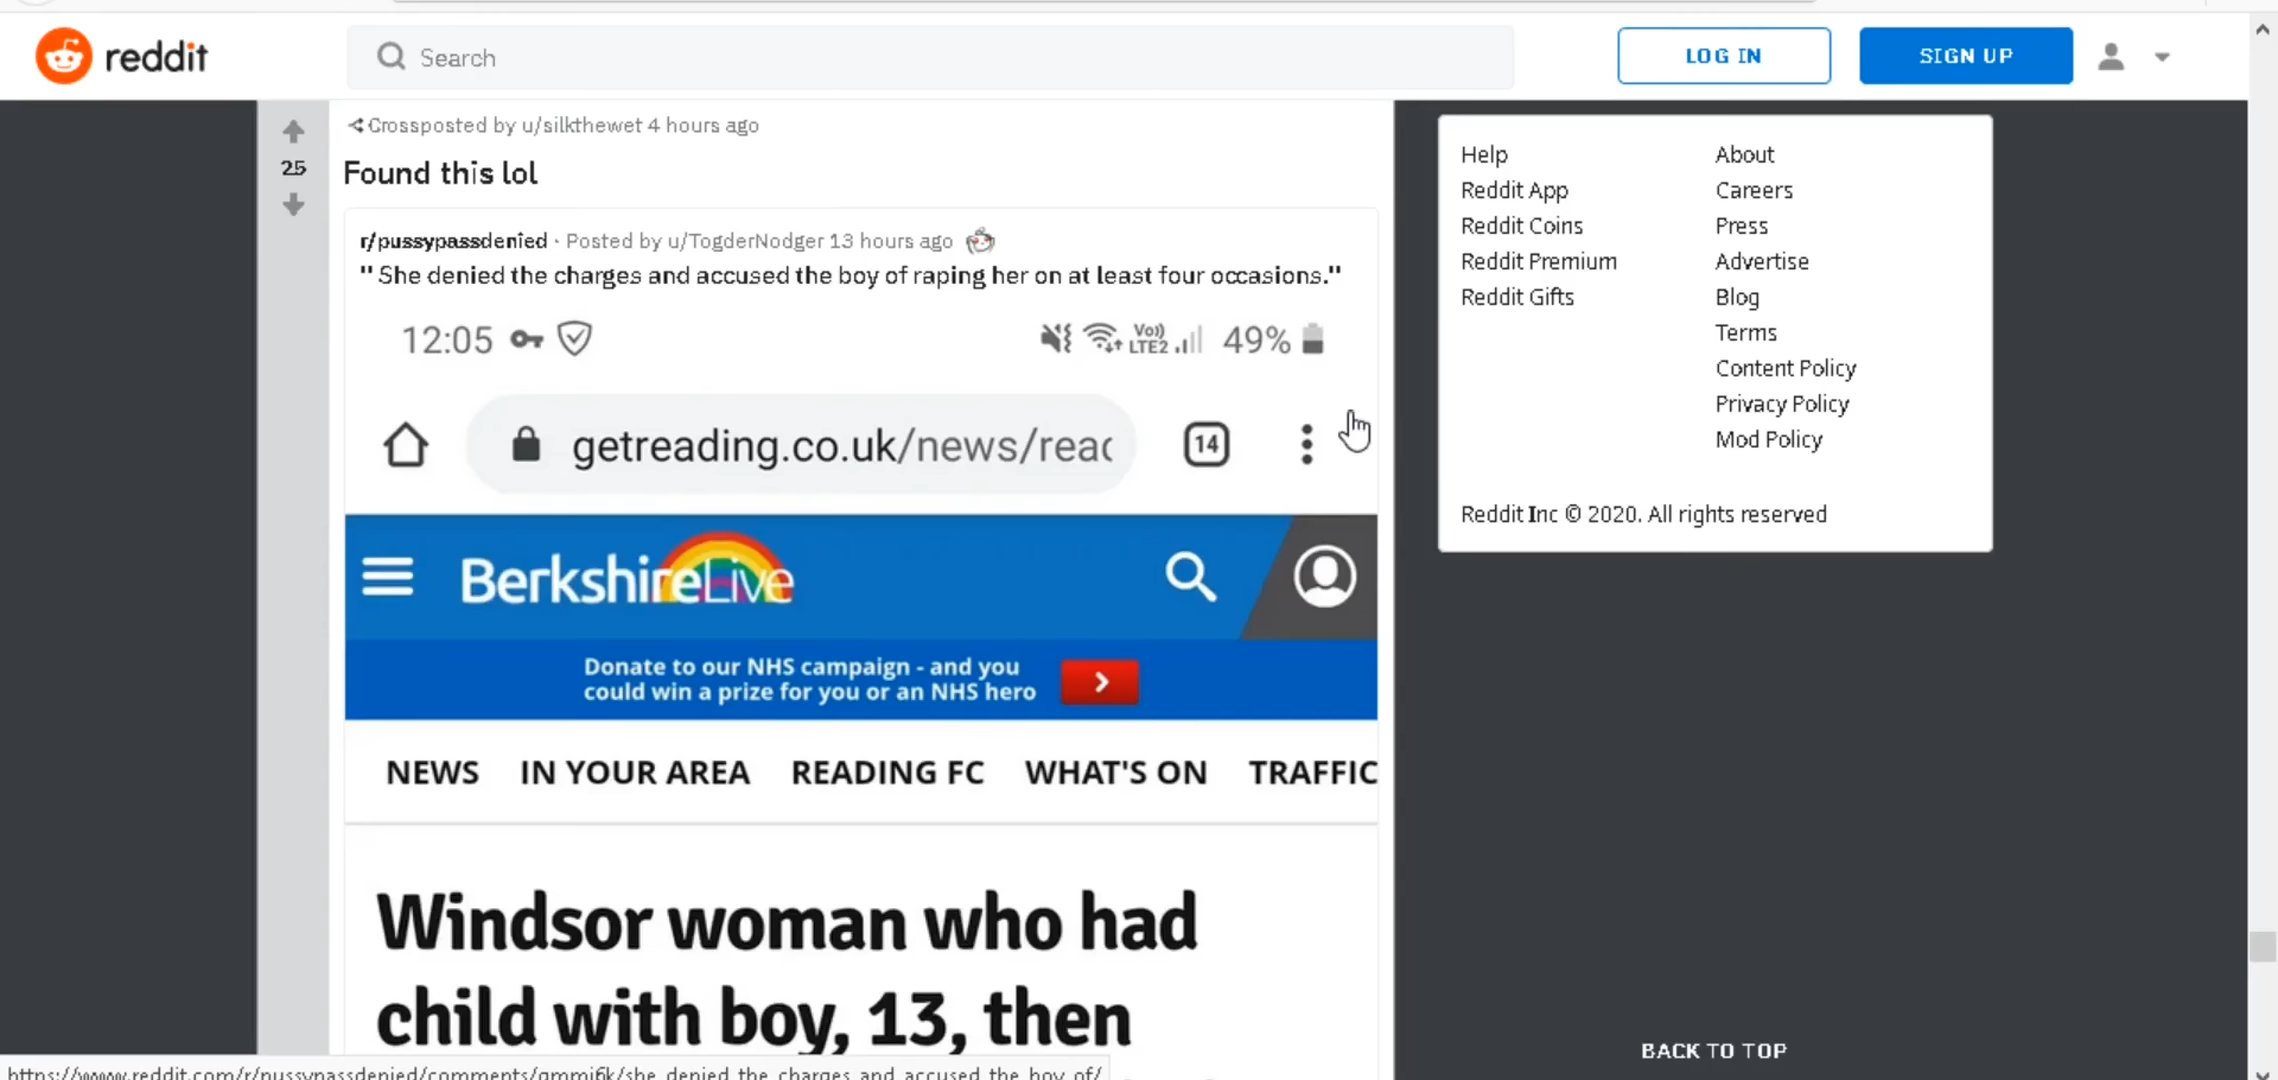 reddit
Search
LOG IN
SIGN UP
Crossposted by u/silkthewet 4 hours ago
25
Found this lol
r/pussypassdenied · Posted by u/TogderNodger 13 hours ago
" She denied the charges and accused the boy of raping her on at least four occasions."
12:05
Vo)) LTE2
49%
getreading.co.uk/news/read
14
BerkshireLive
Donate to our NHS campaign - and you
could win a prize for you or an NHS hero
NEWS IN YOUR AREA READING FC WHAT'S ON TRAFFIC
Windsor woman who had
child with boy, 13, then
Help
Reddit App
Reddit Coins
Reddit Premium
Reddit Gifts
About
Careers
Press
Advertise
Blog
Terms
Content Policy
Privacy Policy
Mod Policy
Reddit Inc © 2020. All rights reserved
BACK TO TOP